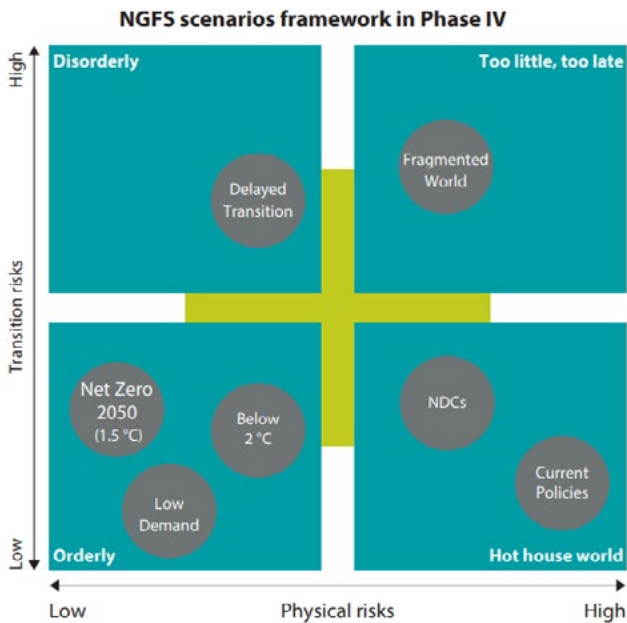 NGFS scenarios framework in Phase IV
High
Transition risks
Low
Disorderly
Too little, too late
Delayed
Transition
Fragmented
World
Net Zero
2050
(1.5 °C)
Below
2 °C
Low
Demand
NDCs
Current
Policies
Orderly
Hot house world
Low
Physical risks
High